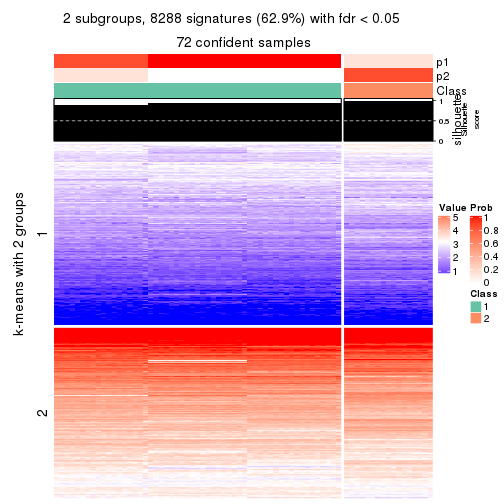 2 subgroups, 8288 signatures (62.9%) with fdr < 0.05
72 confident samples
p1
p2
Class
silhouette
Silhouette
score
1
0.5
0
k-means with 2 groups
1
2
Value
5
4
3
2
1
Prob
1
0.8
0.6
0.4
0.2
0
Class
1
2